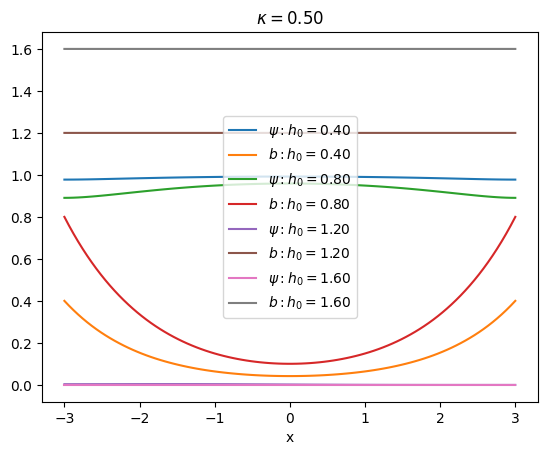 κ = 0.50
1.6
1.4
1.2
1.0
0.8
0.6
0.4
0.2
0.0
ψ : h₀ = 0.40
b : h₀ = 0.40
ψ : h₀ = 0.80
b : h₀ = 0.80
ψ : h₀ = 1.20
b : h₀ = 1.20
ψ : h₀ = 1.60
b : h₀ = 1.60
−3 −2 −1 0 1 2 3
x